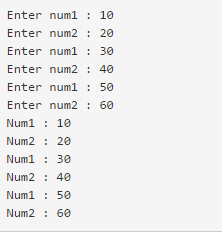 Enter num1 : 10
Enter num2 : 20
Enter num1 : 30
Enter num2 : 40
Enter num1 : 50
Enter num2 : 60
Num1 : 10
Num2 : 20
Num1 : 30
Num2 : 40
Num1 : 50
Num2 : 60